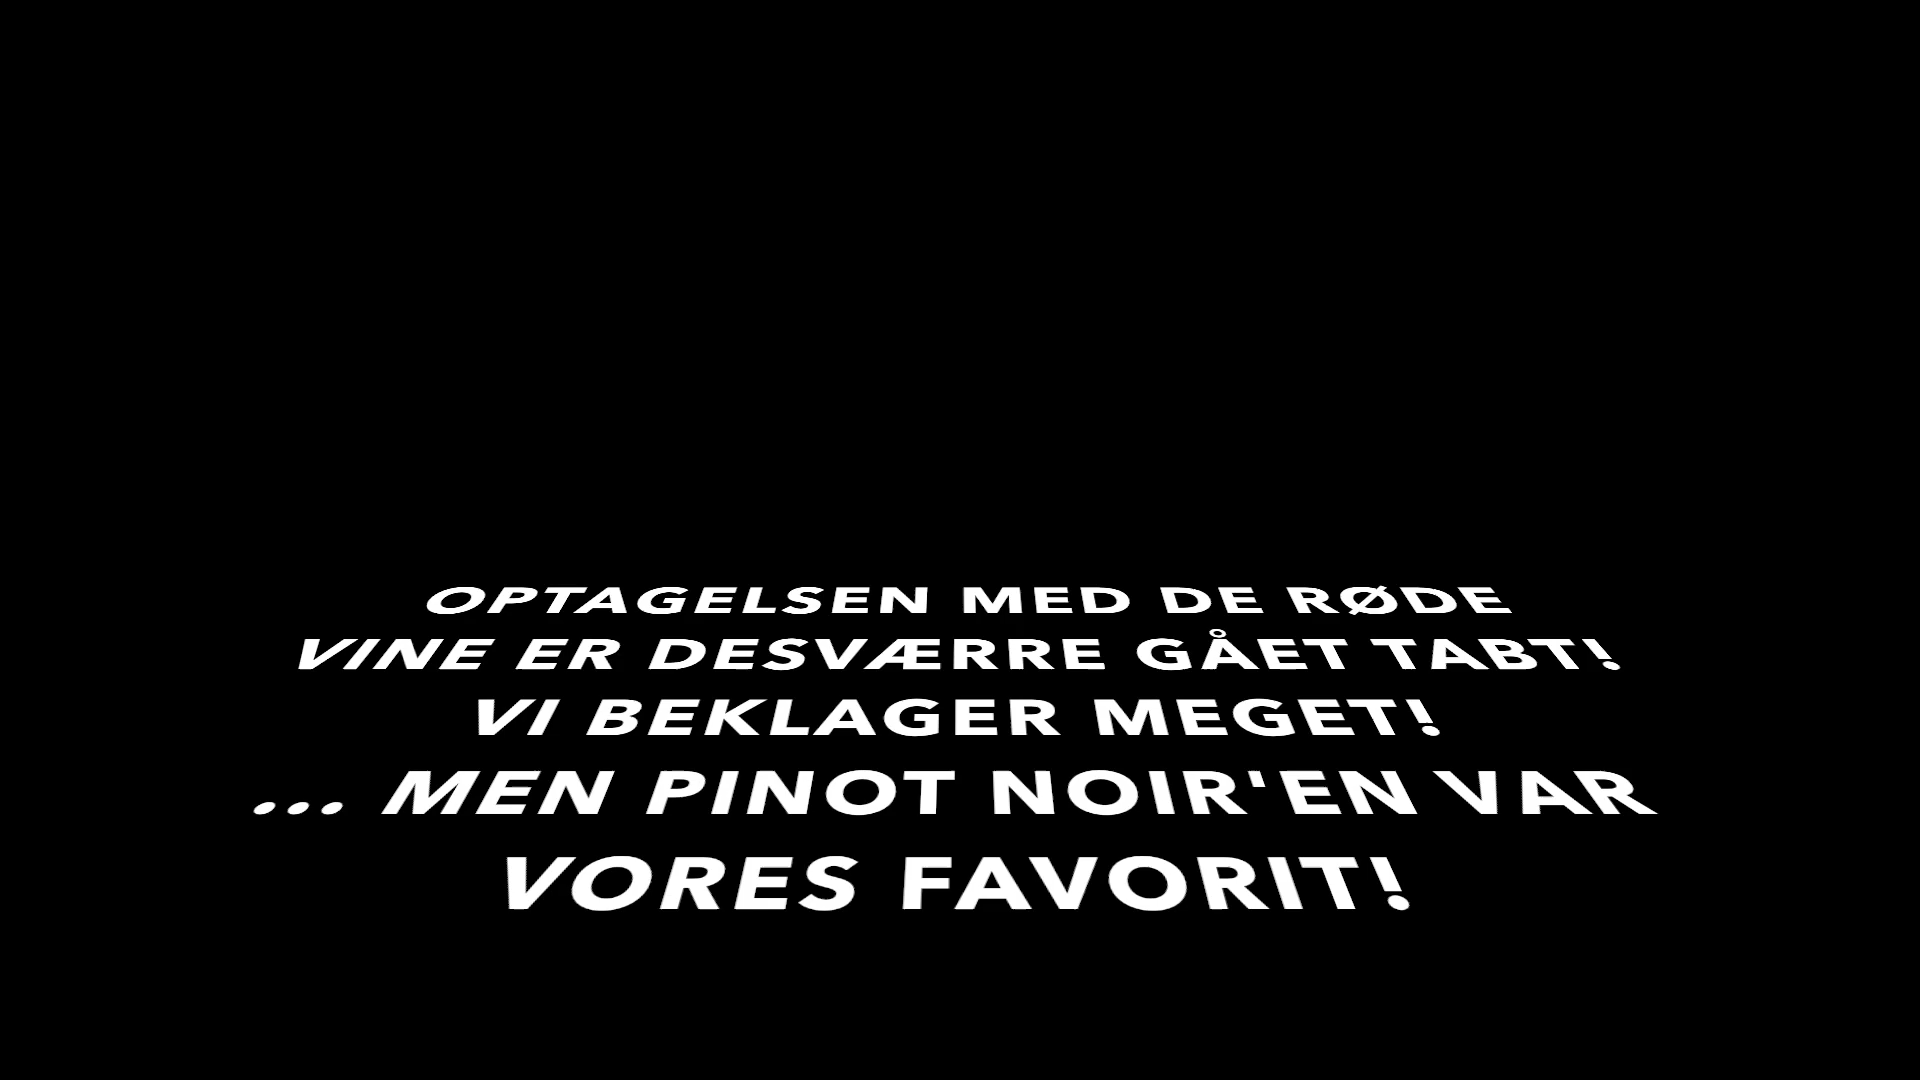 OPTAGELSEN MED DE RØDE
VINE ER DESVÆRRE GÅET TABT!
VI BEKLAGER MEGET!
... MEN PINOT NOIR'EN VAR
VORES FAVORIT!